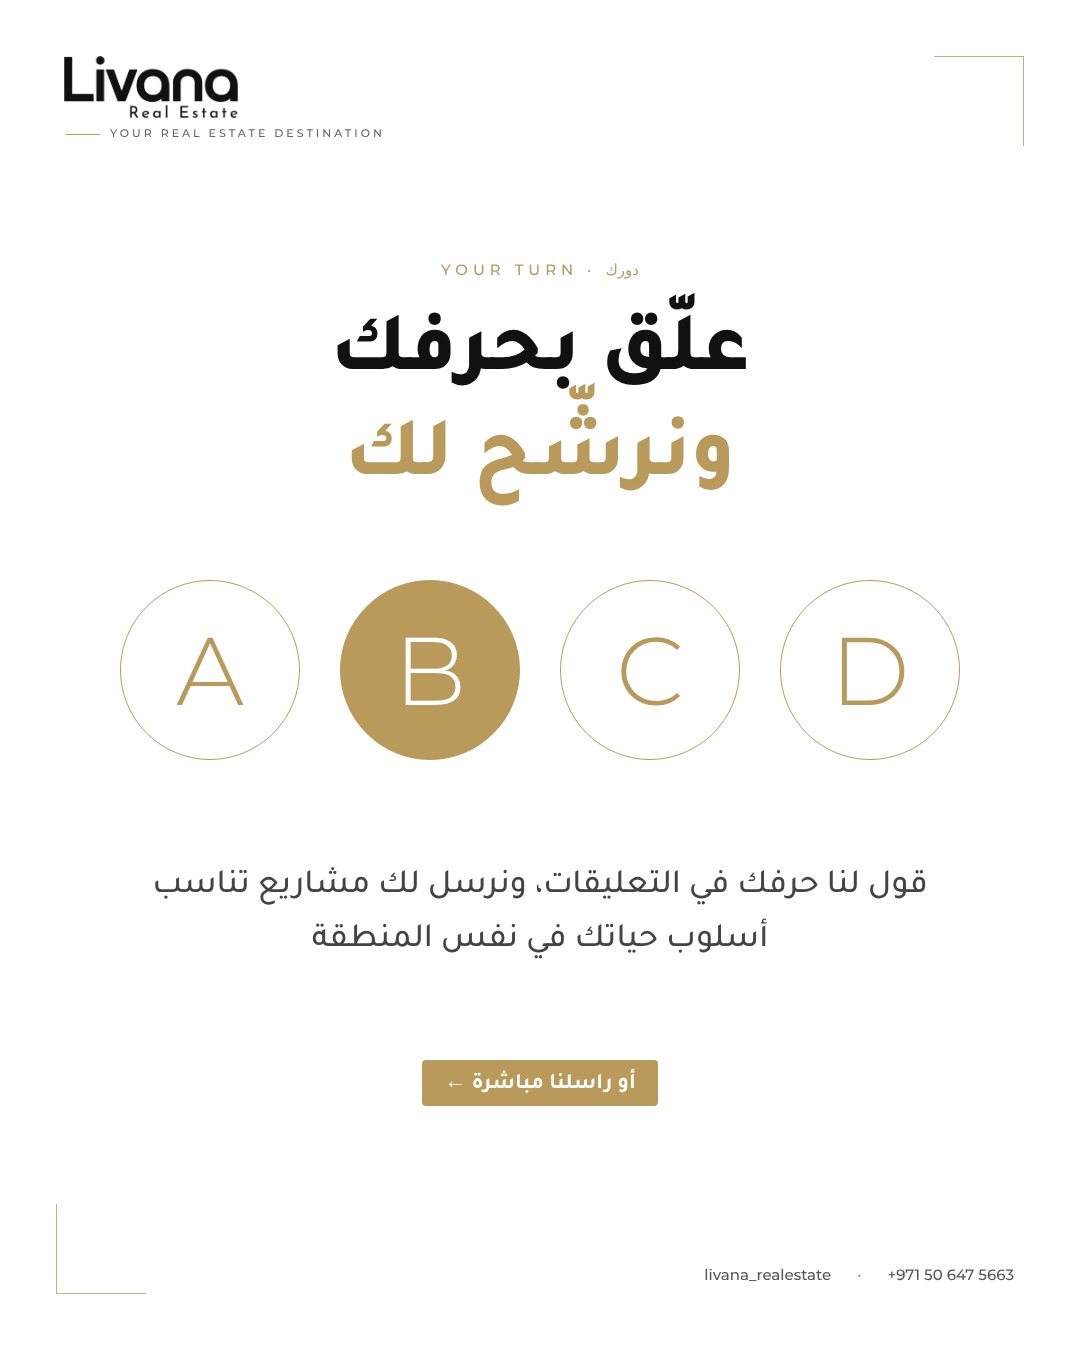 Livana
Real Estate
YOUR REAL ESTATE DESTINATION
YOUR TURN · دورك
علّق بحرفك
ونرشّح لك
A B C D
قول لنا حرفك في التعليقات، ونرسل لك مشاريع تناسب
أسلوب حياتك في نفس المنطقة
أو راسلنا مباشرة ←
livana_realestate · +971 50 647 5663